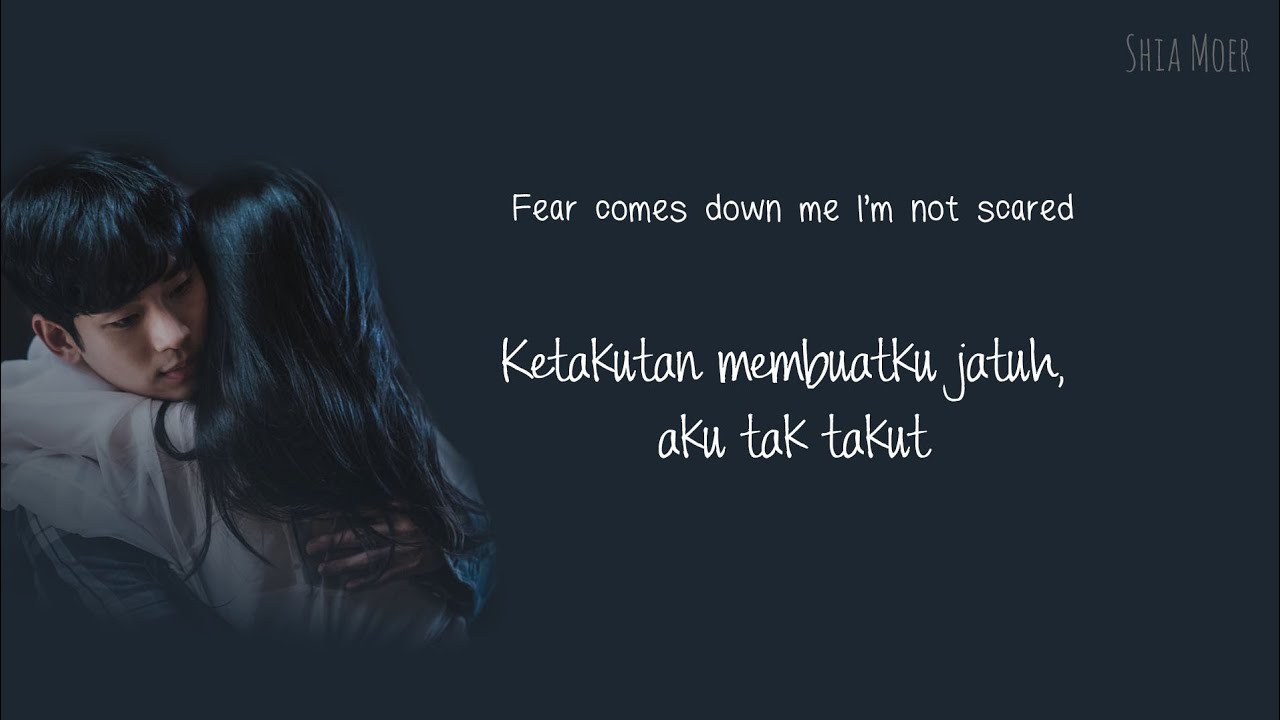 Shia Moer
Fear comes down me I'm not scared
Ketakutan membuatku jatuh,
aku tak takut